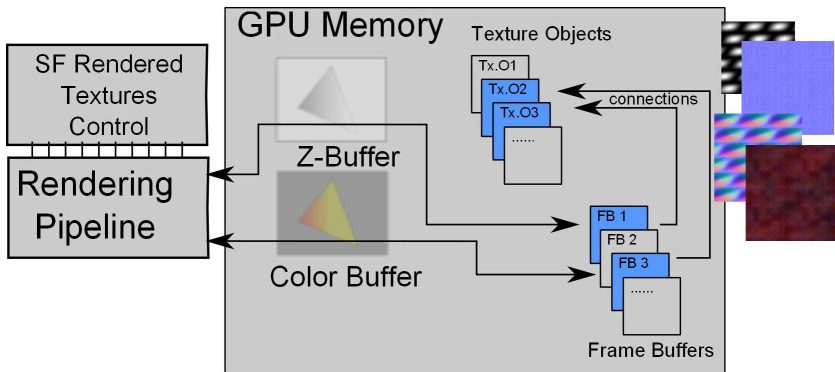 GPU Memory
SF Rendered
Textures
Control
Rendering
Pipeline
Z-Buffer
Color Buffer
Texture Objects
Tx.O1
Tx.O2
Tx.O3
......
connections
FB 1
FB 2
FB 3
......
Frame Buffers